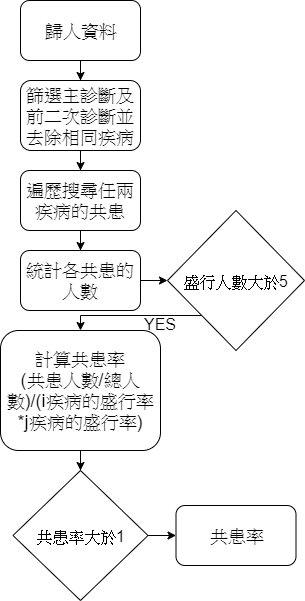 歸人資料
篩選主診斷及
前二次診斷並
去除相同疾病
遍歷搜尋任兩
疾病的共患
統計各共患的
人數
盛行人數大於5
YES
計算共患率
(共患人數/總人
數)/(i疾病的盛行率
*j疾病的盛行率)
共患率大於1
共患率